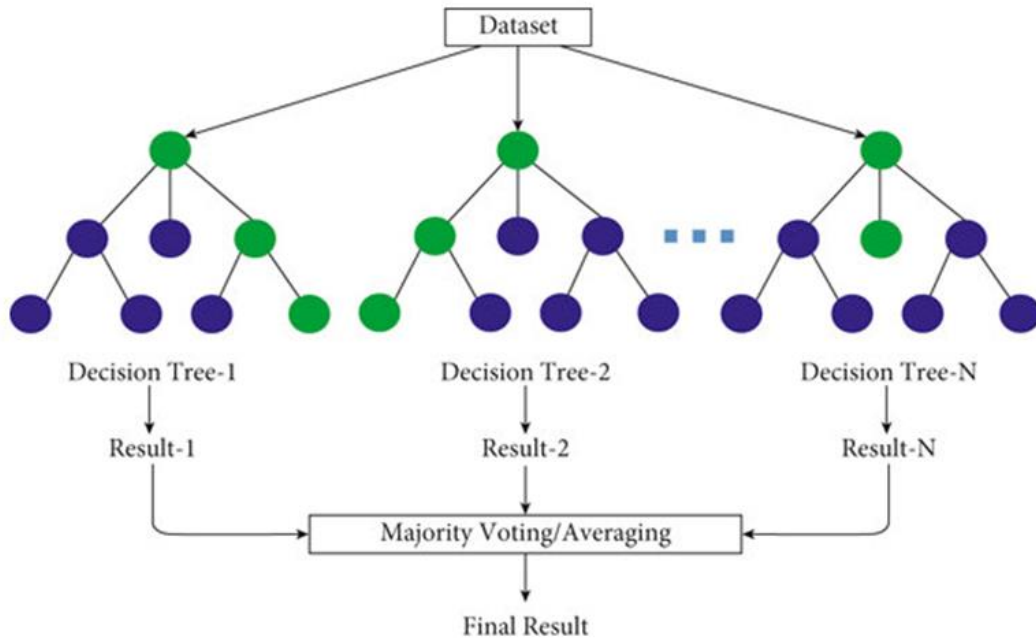 Dataset
Decision Tree-1
Decision Tree-2
Decision Tree-N
Result-1
Result-2
Result-N
Majority Voting/Averaging
Final Result